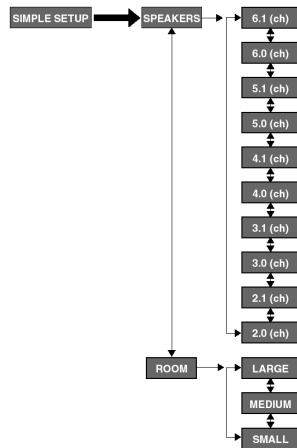 SIMPLE SETUP
SPEAKERS
6.1 (ch)
6.0 (ch)
5.1 (ch)
5.0 (ch)
4.1 (ch)
4.0 (ch)
3.1 (ch)
3.0 (ch)
2.1 (ch)
2.0 (ch)
ROOM
LARGE
MEDIUM
SMALL